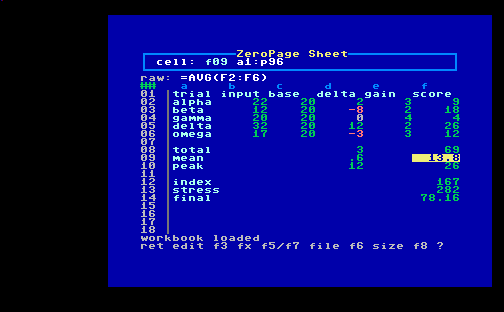 ZeroPage Sheet
cell: f09 a1:p96
raw: =AVG(F2:F6)
## a b c d e f
01 trial input base delta gain score
02 alpha 22 20 2 3 9
03 beta 12 20 -8 2 18
04 gamma 20 20 0 4 4
05 delta 32 20 12 2 26
06 omega 17 20 -3 3 12
07
08 total 3 69
09 mean .6 13.8
10 peak 12 26
11
12 index 167
13 stress 282
14 final 78.16
15
16
17
18
workbook loaded
ret edit f3 fx f5/f7 file f6 size f8 ?